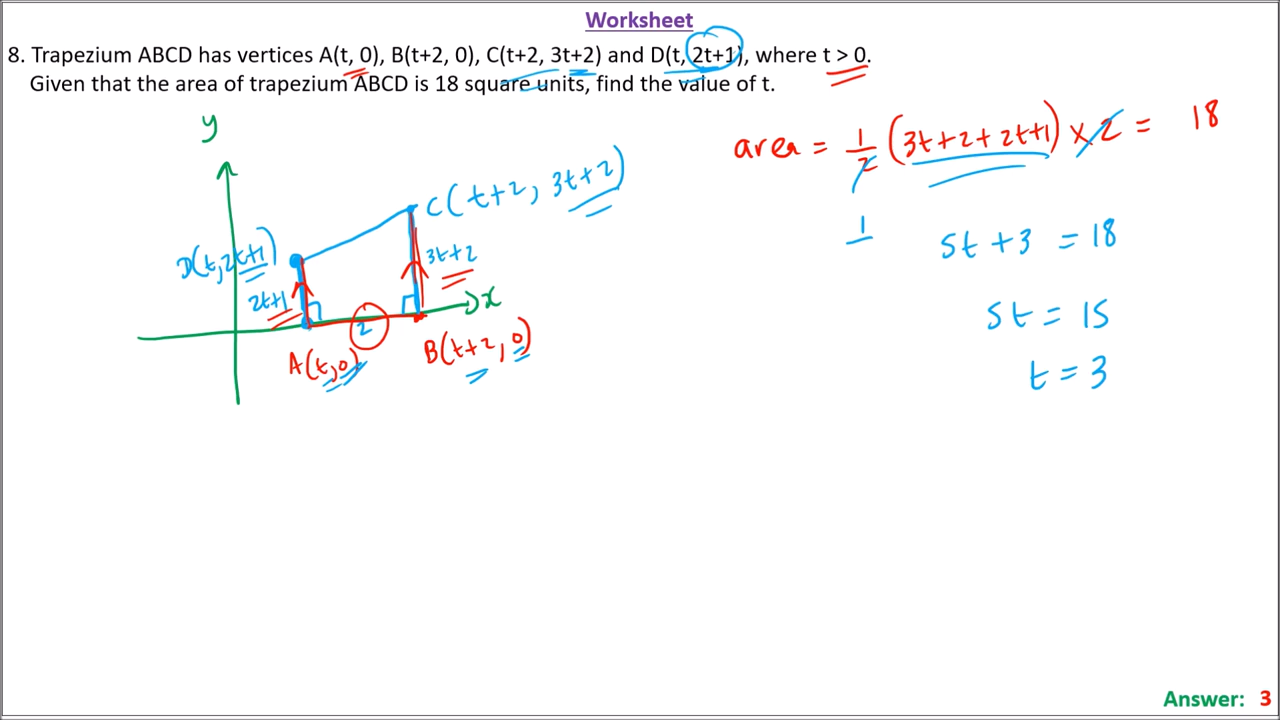 Worksheet
8. Trapezium ABCD has vertices A(t, 0), B(t+2, 0), C(t+2, 3t+2) and D(t, 2t+1), where t > 0.
Given that the area of trapezium ABCD is 18 square units, find the value of t.
area = 1/2 (3t+2+2t+1) × 2 = 18
1
5t + 3 = 18
5t = 15
t = 3
y
C(t+2, 3t+2)
D(t, 2t+1)
3t+2
2t+1
x
2
A(t, 0)
B(t+2, 0)
Answer: 3